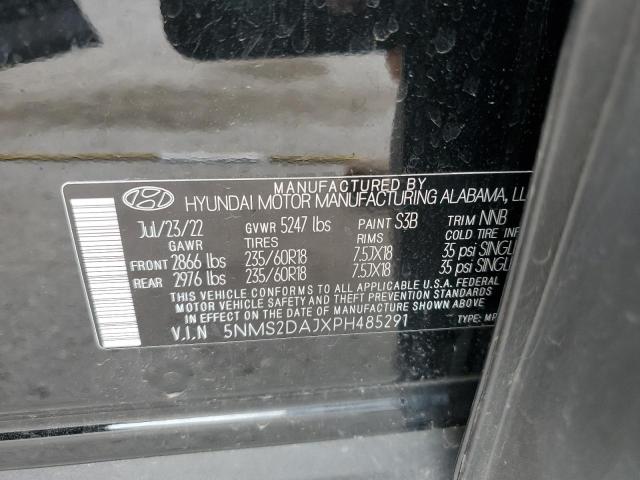 MANUFACTURED BY
HYUNDAI MOTOR MANUFACTURING ALABAMA, LL
Jul/23/22 GVWR 5247 lbs PAINT S3B TRIM NNB
GAWR TIRES RIMS COLD TIRE INF
FRONT 2866 lbs 235/60R18 7.5JX18 35 psi SINGL
REAR 2976 lbs 235/60R18 7.5JX18 35 psi SINGL
THIS VEHICLE CONFORMS TO ALL APPLICABLE U.S.A. FEDERAL
MOTOR VEHICLE SAFETY AND THEFT PREVENTION STANDARDS
IN EFFECT ON THE DATE OF MANUFACTURE SHOWN ABOVE.
V.I.N 5NMS2DAJXPH485291 TYPE: MP